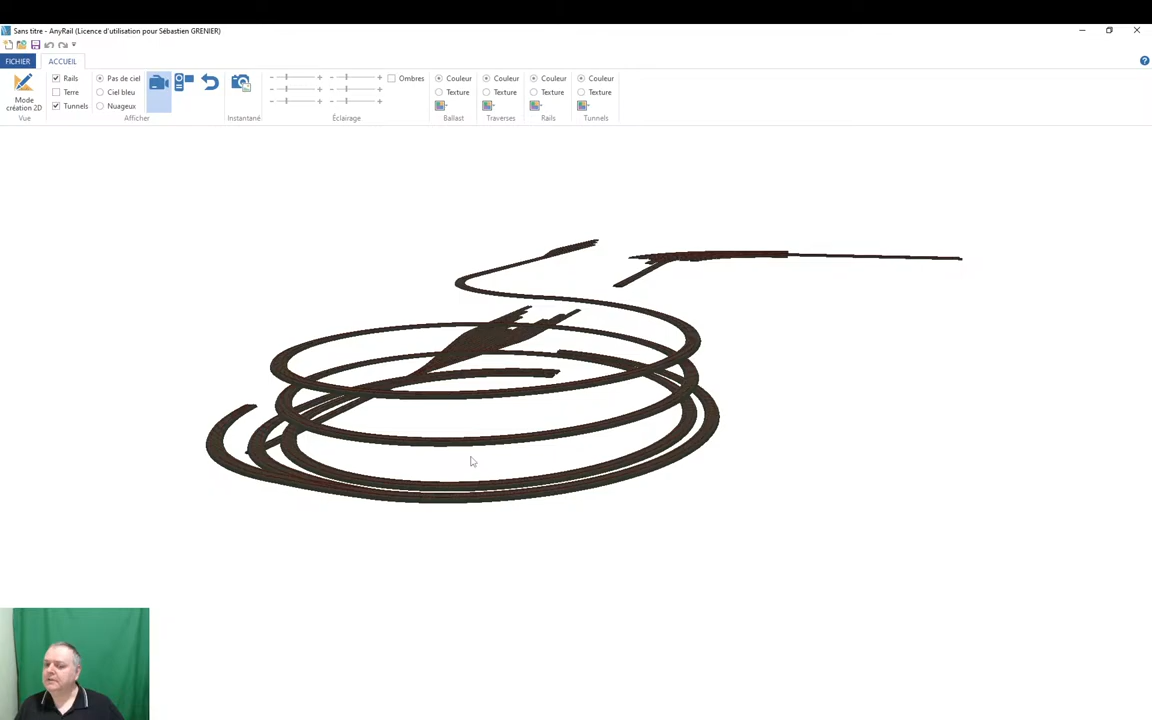 Sans titre - AnyRail (Licence d'utilisation pour Sébastien GRENIER)
FICHIER ACCUEIL
Mode création 2D
Vue
Rails
Terre
Tunnels
Pas de ciel
Ciel bleu
Nuageux
Afficher
Instantané
Ombres
Éclairage
Couleur
Texture
Ballast
Couleur
Texture
Traverses
Couleur
Texture
Rails
Couleur
Texture
Tunnels